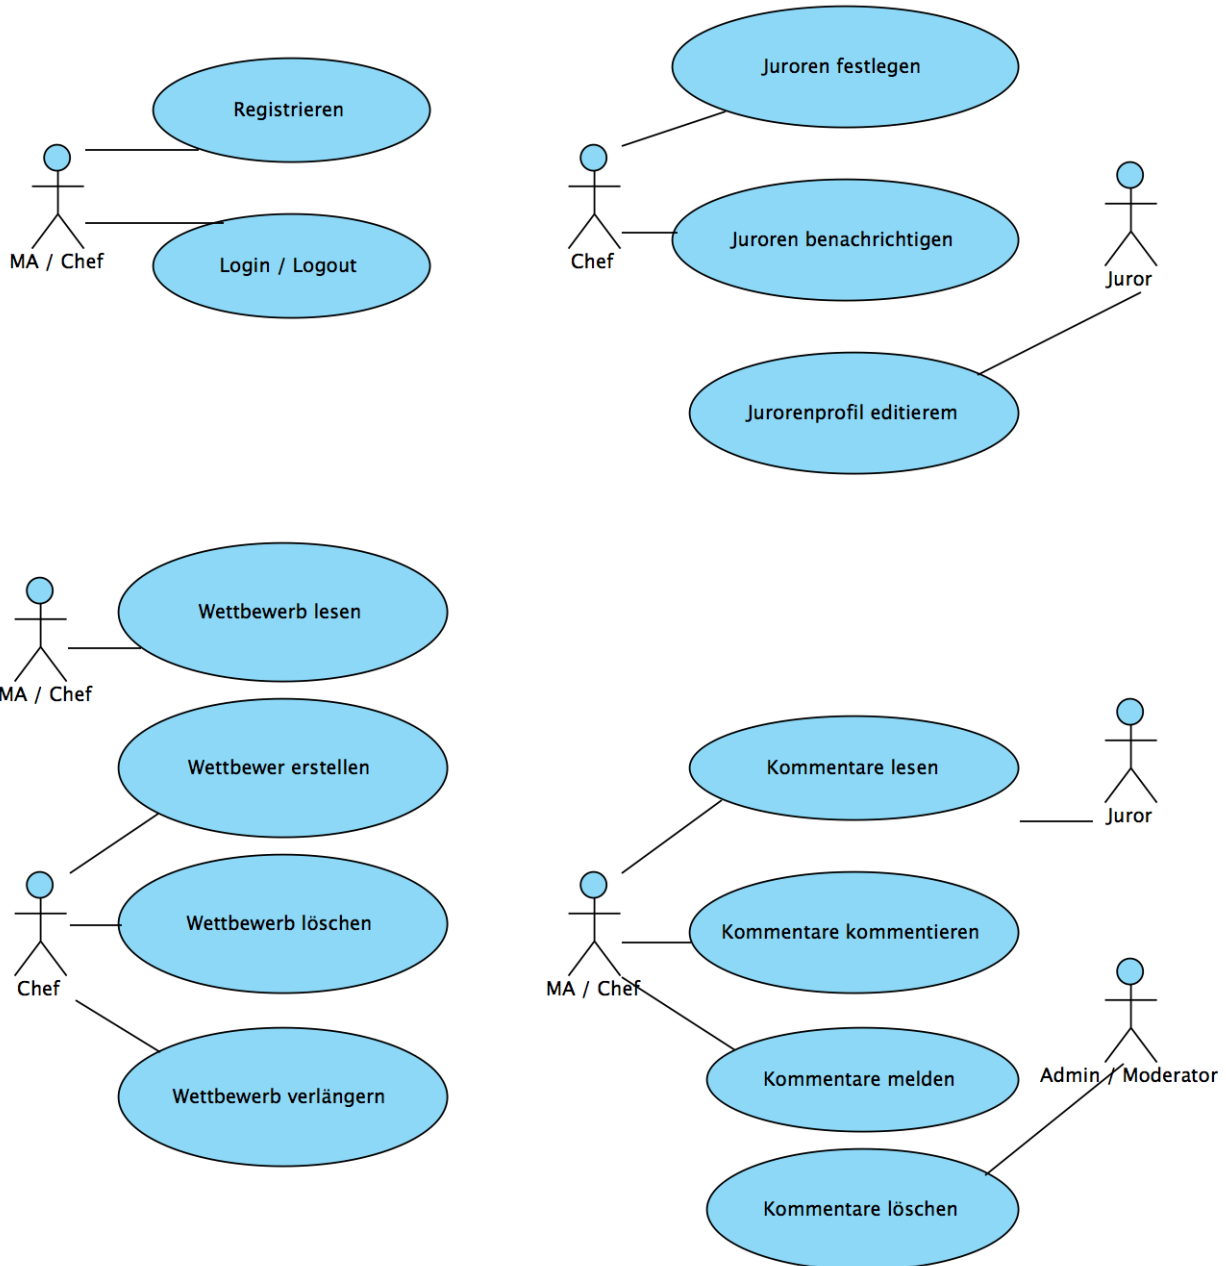 Registrieren
MA / Chef
Login / Logout
Juroren festlegen
Chef
Juroren benachrichtigen
Juror
Jurorenprofil editierem
Wettbewerb lesen
MA / Chef
Wettbewer erstellen
Wettbewerb löschen
Chef
Wettbewerb verlängern
Kommentare lesen
Juror
Kommentare kommentieren
MA / Chef
Kommentare melden
Admin / Moderator
Kommentare löschen